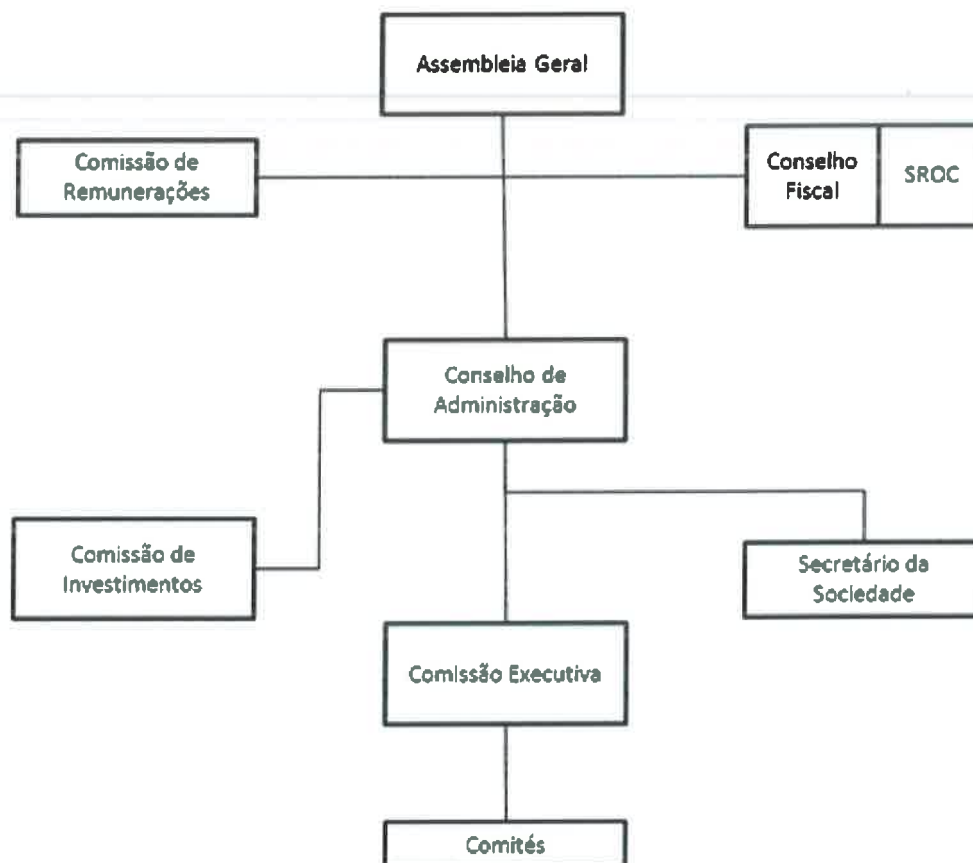 Assembleia Geral
Comissão de
Remunerações
Conselho
Fiscal
SROC
Conselho de
Administração
Comissão de
Investimentos
Secretário da
Sociedade
Comissão Executiva
Comités